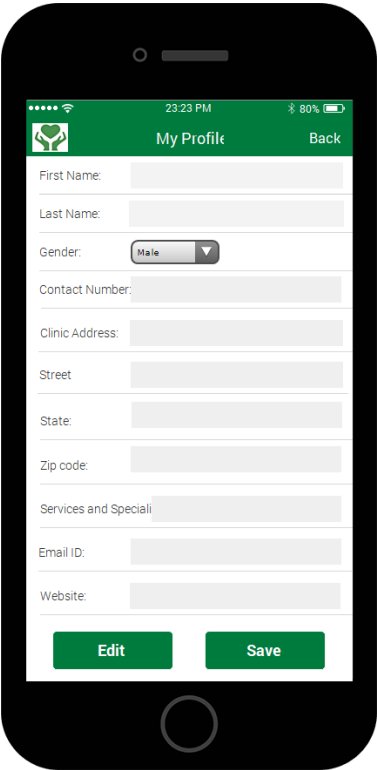 23:23 PM 80%
My Profile Back
First Name:
Last Name:
Gender: Male
Contact Number:
Clinic Address:
Street
State:
Zip code:
Services and Speciali
Email ID:
Website:
Edit Save